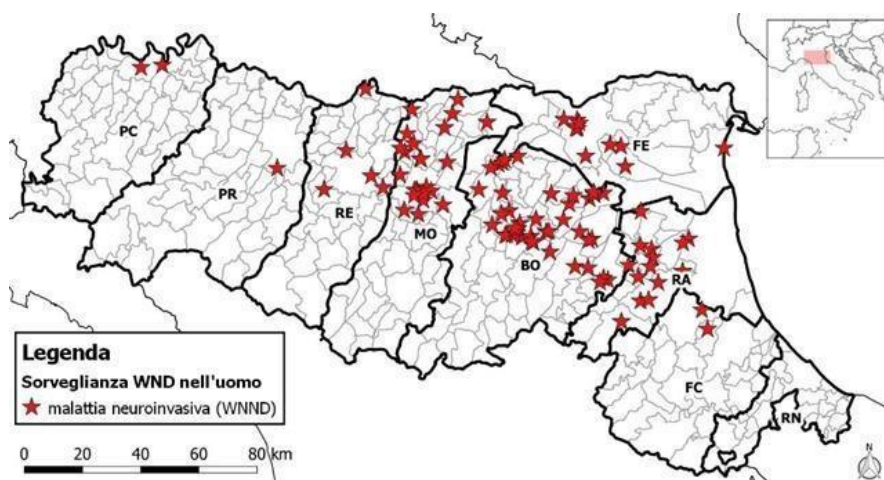 PC
PR
RE
MO
BO
FE
RA
FC
RN
Legenda
Sorveglianza WND nell'uomo
malattia neuroinvasiva (WNND)
0 20 40 60 80 km
N